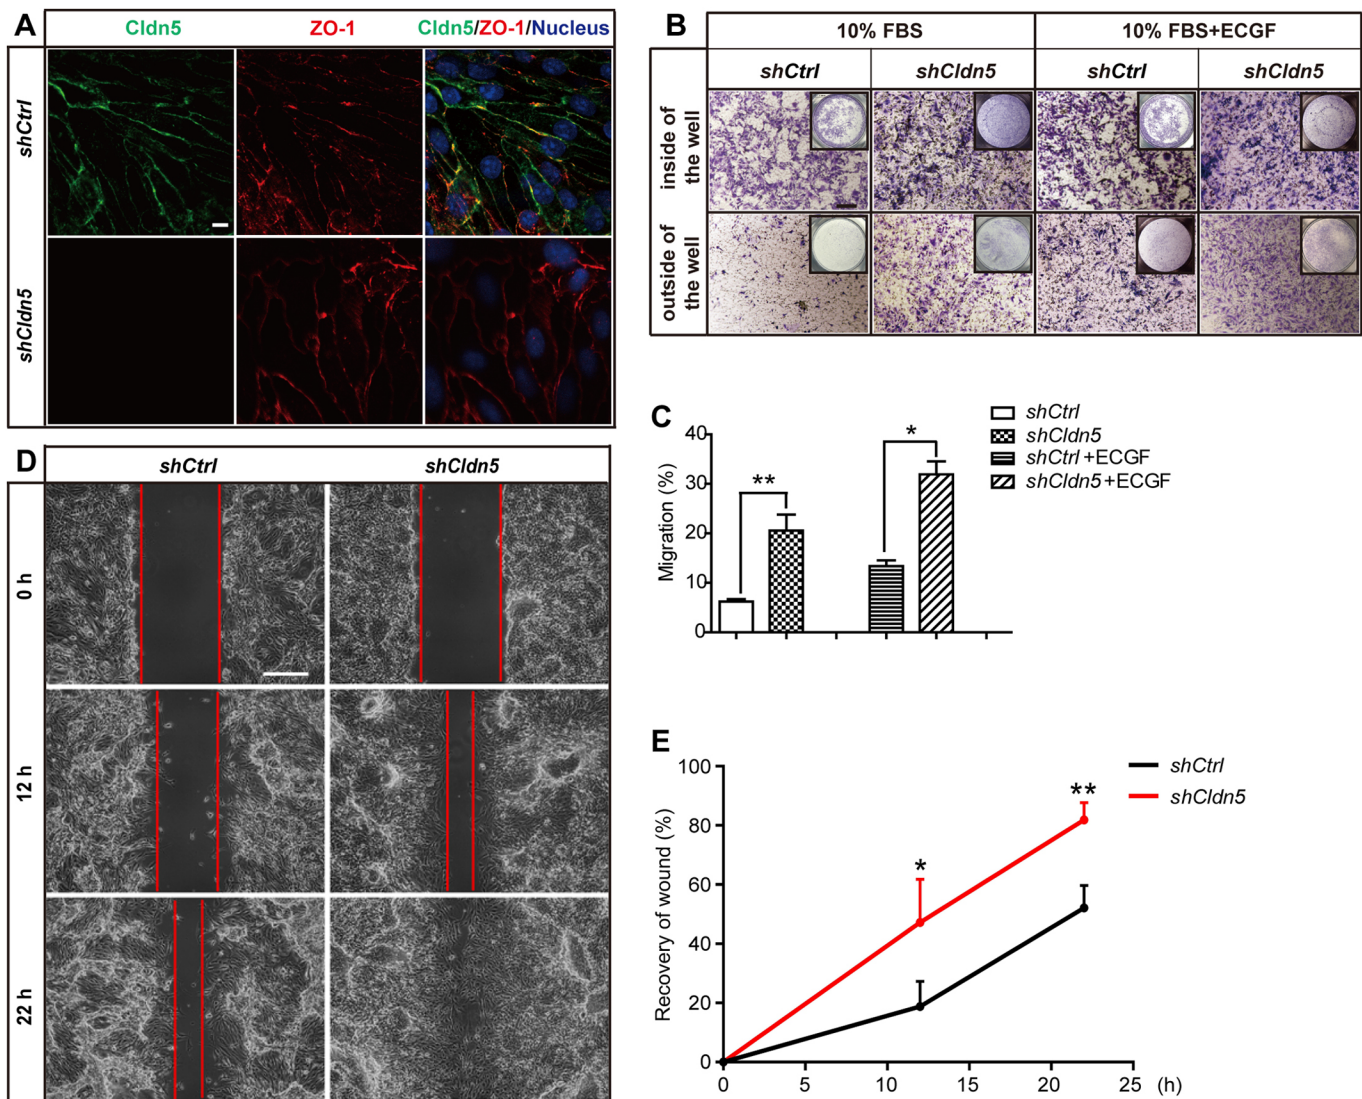 A
Cldn5
ZO-1
Cldn5/ZO-1/Nucleus
shCtrl
shCldn5
B
10% FBS
10% FBS+ECGF
shCtrl
shCldn5
shCtrl
shCldn5
inside of
the well
outside of
the well
C
Migration (%)
40
30
20
10
0
**
*
shCtrl
shCldn5
shCtrl+ECGF
shCldn5+ECGF
D
shCtrl
shCldn5
0 h
12 h
22 h
E
Recovery of wound (%)
100
80
60
40
20
0
*
**
shCtrl
shCldn5
0
5
10
15
20
25
(h)